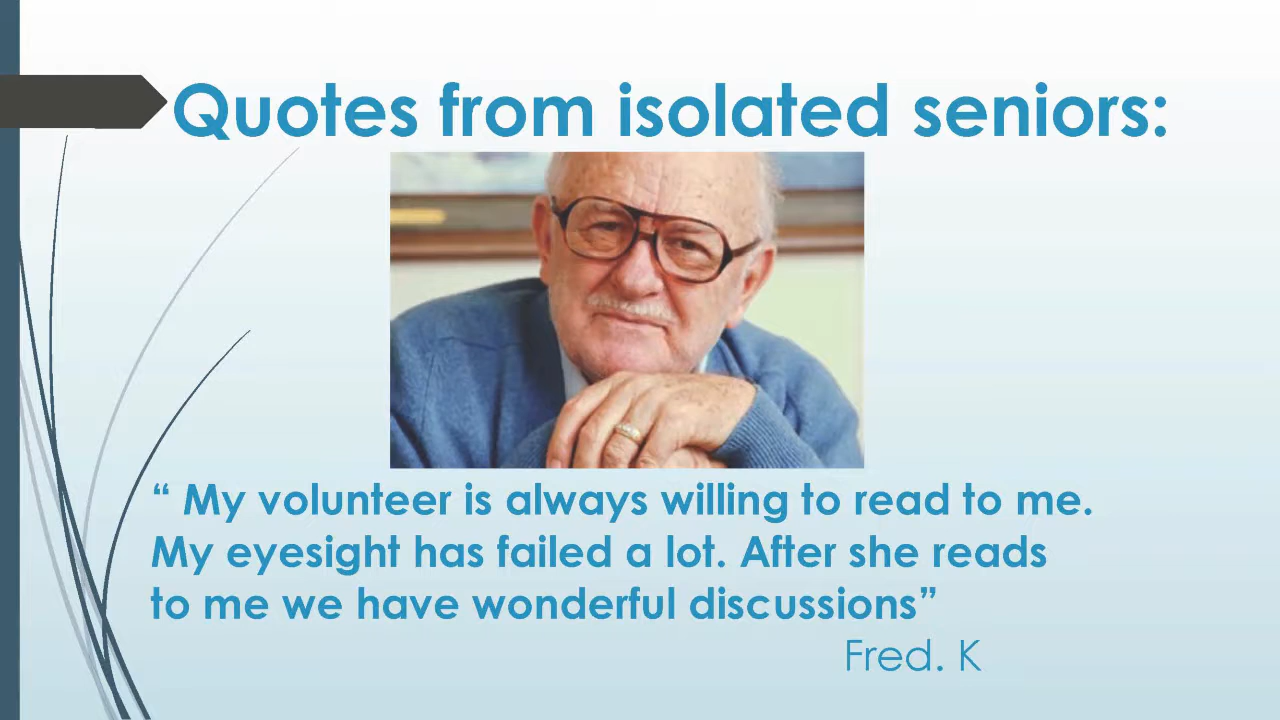 Quotes from isolated seniors:
“ My volunteer is always willing to read to me.
My eyesight has failed a lot. After she reads
to me we have wonderful discussions”
Fred. K